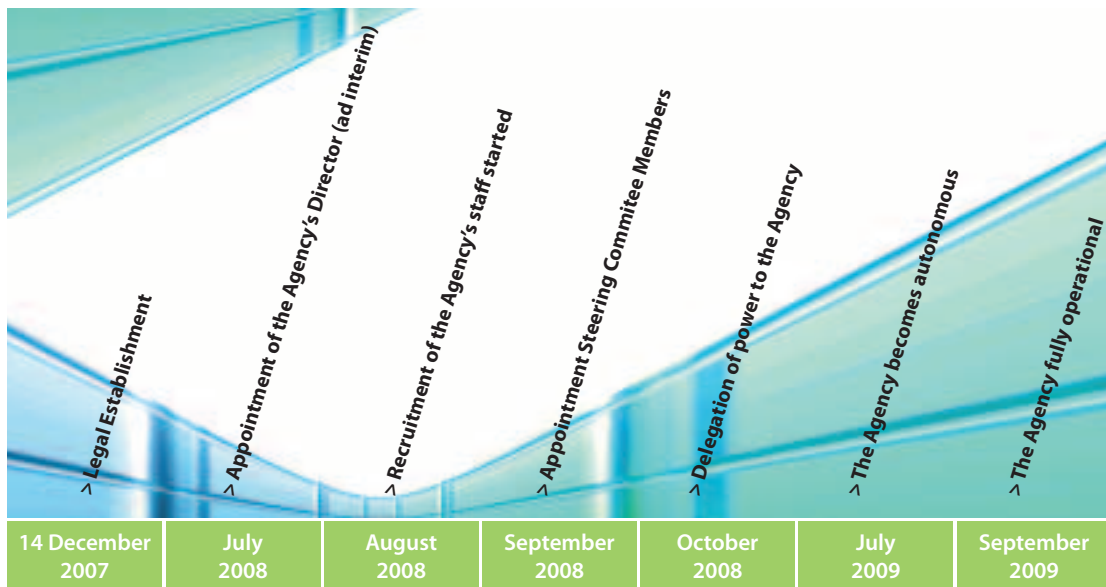 > Legal Establishment
> Appointment of the Agency's Director (ad interim)
> Recruitment of the Agency's staff started
> Appointment Steering Commitee Members
> Delegation of power to the Agency
> The Agency becomes autonomous
> The Agency fully operational
14 December
2007
July
2008
August
2008
September
2008
October
2008
July
2009
September
2009